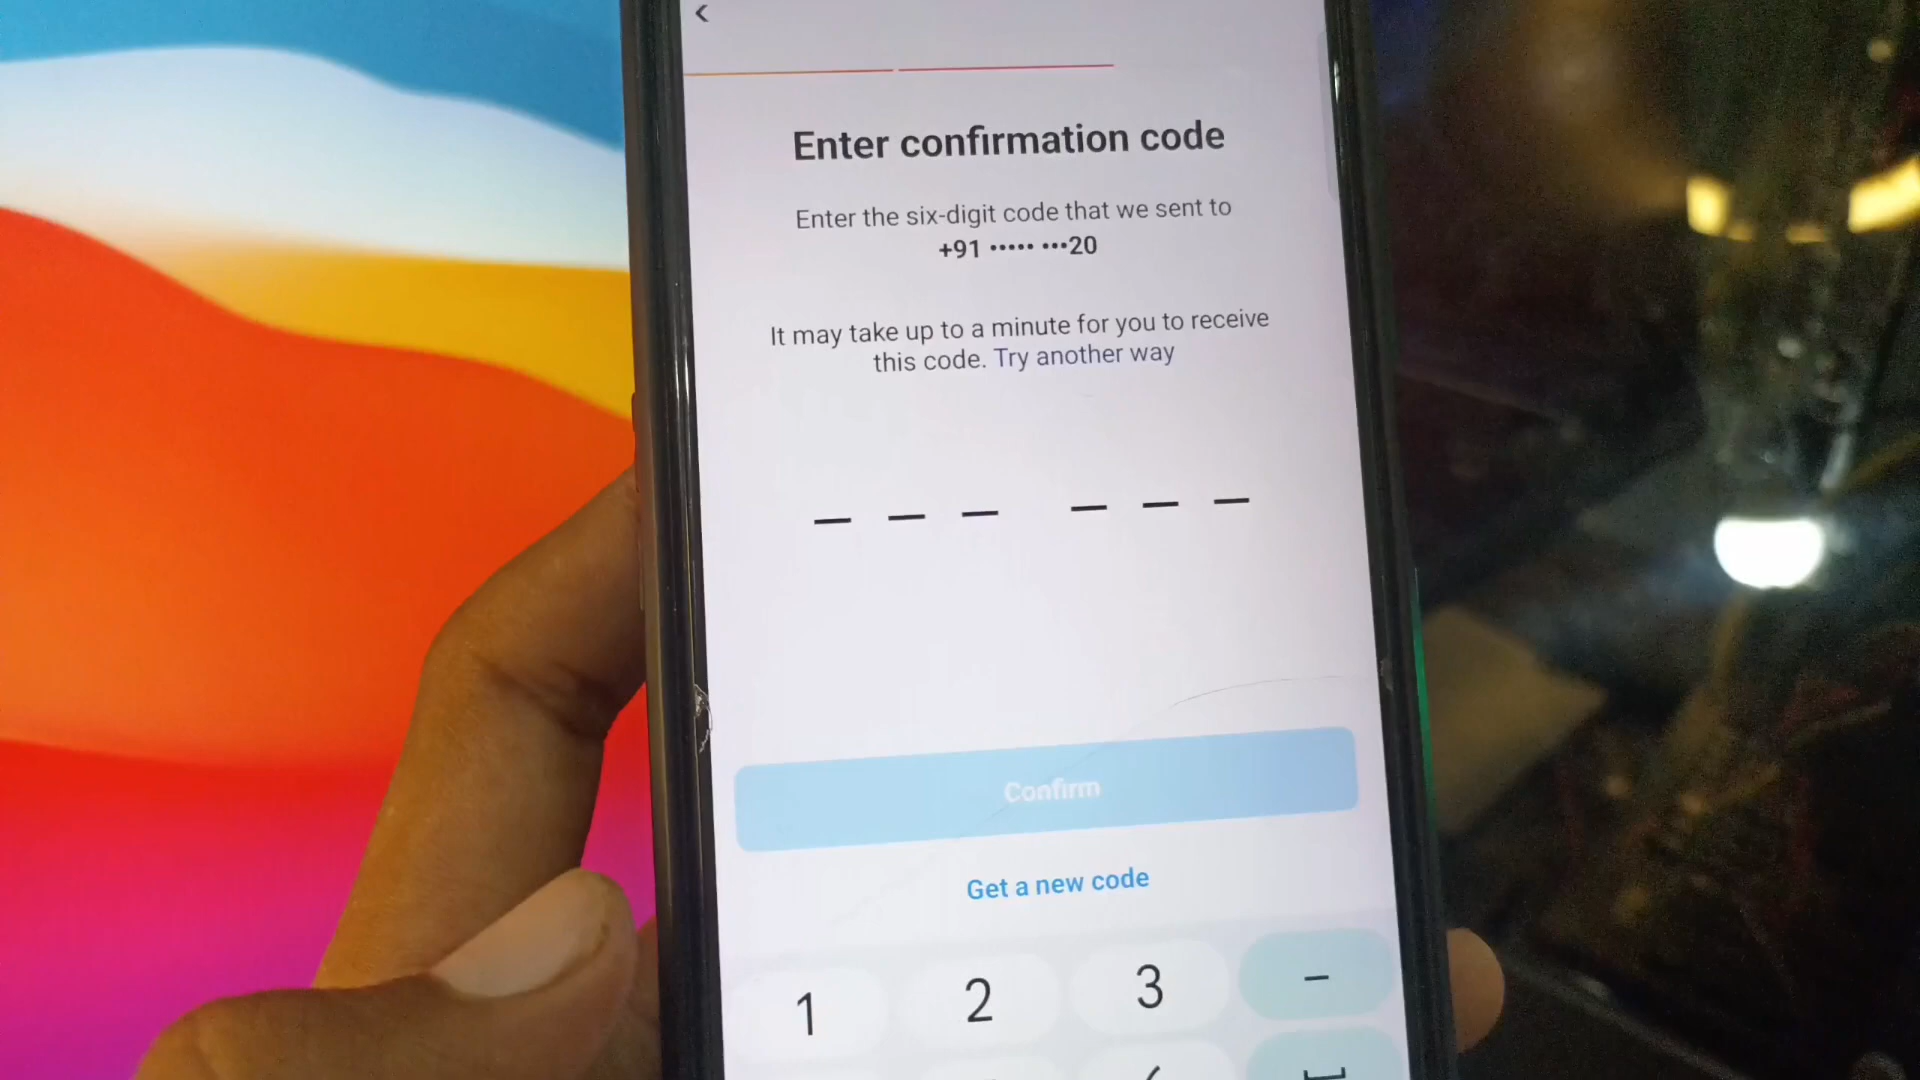 <
Enter confirmation code
Enter the six-digit code that we sent to
+91 ••••• •••20
It may take up to a minute for you to receive
this code. Try another way
Confirm
Get a new code
1 2 3 −